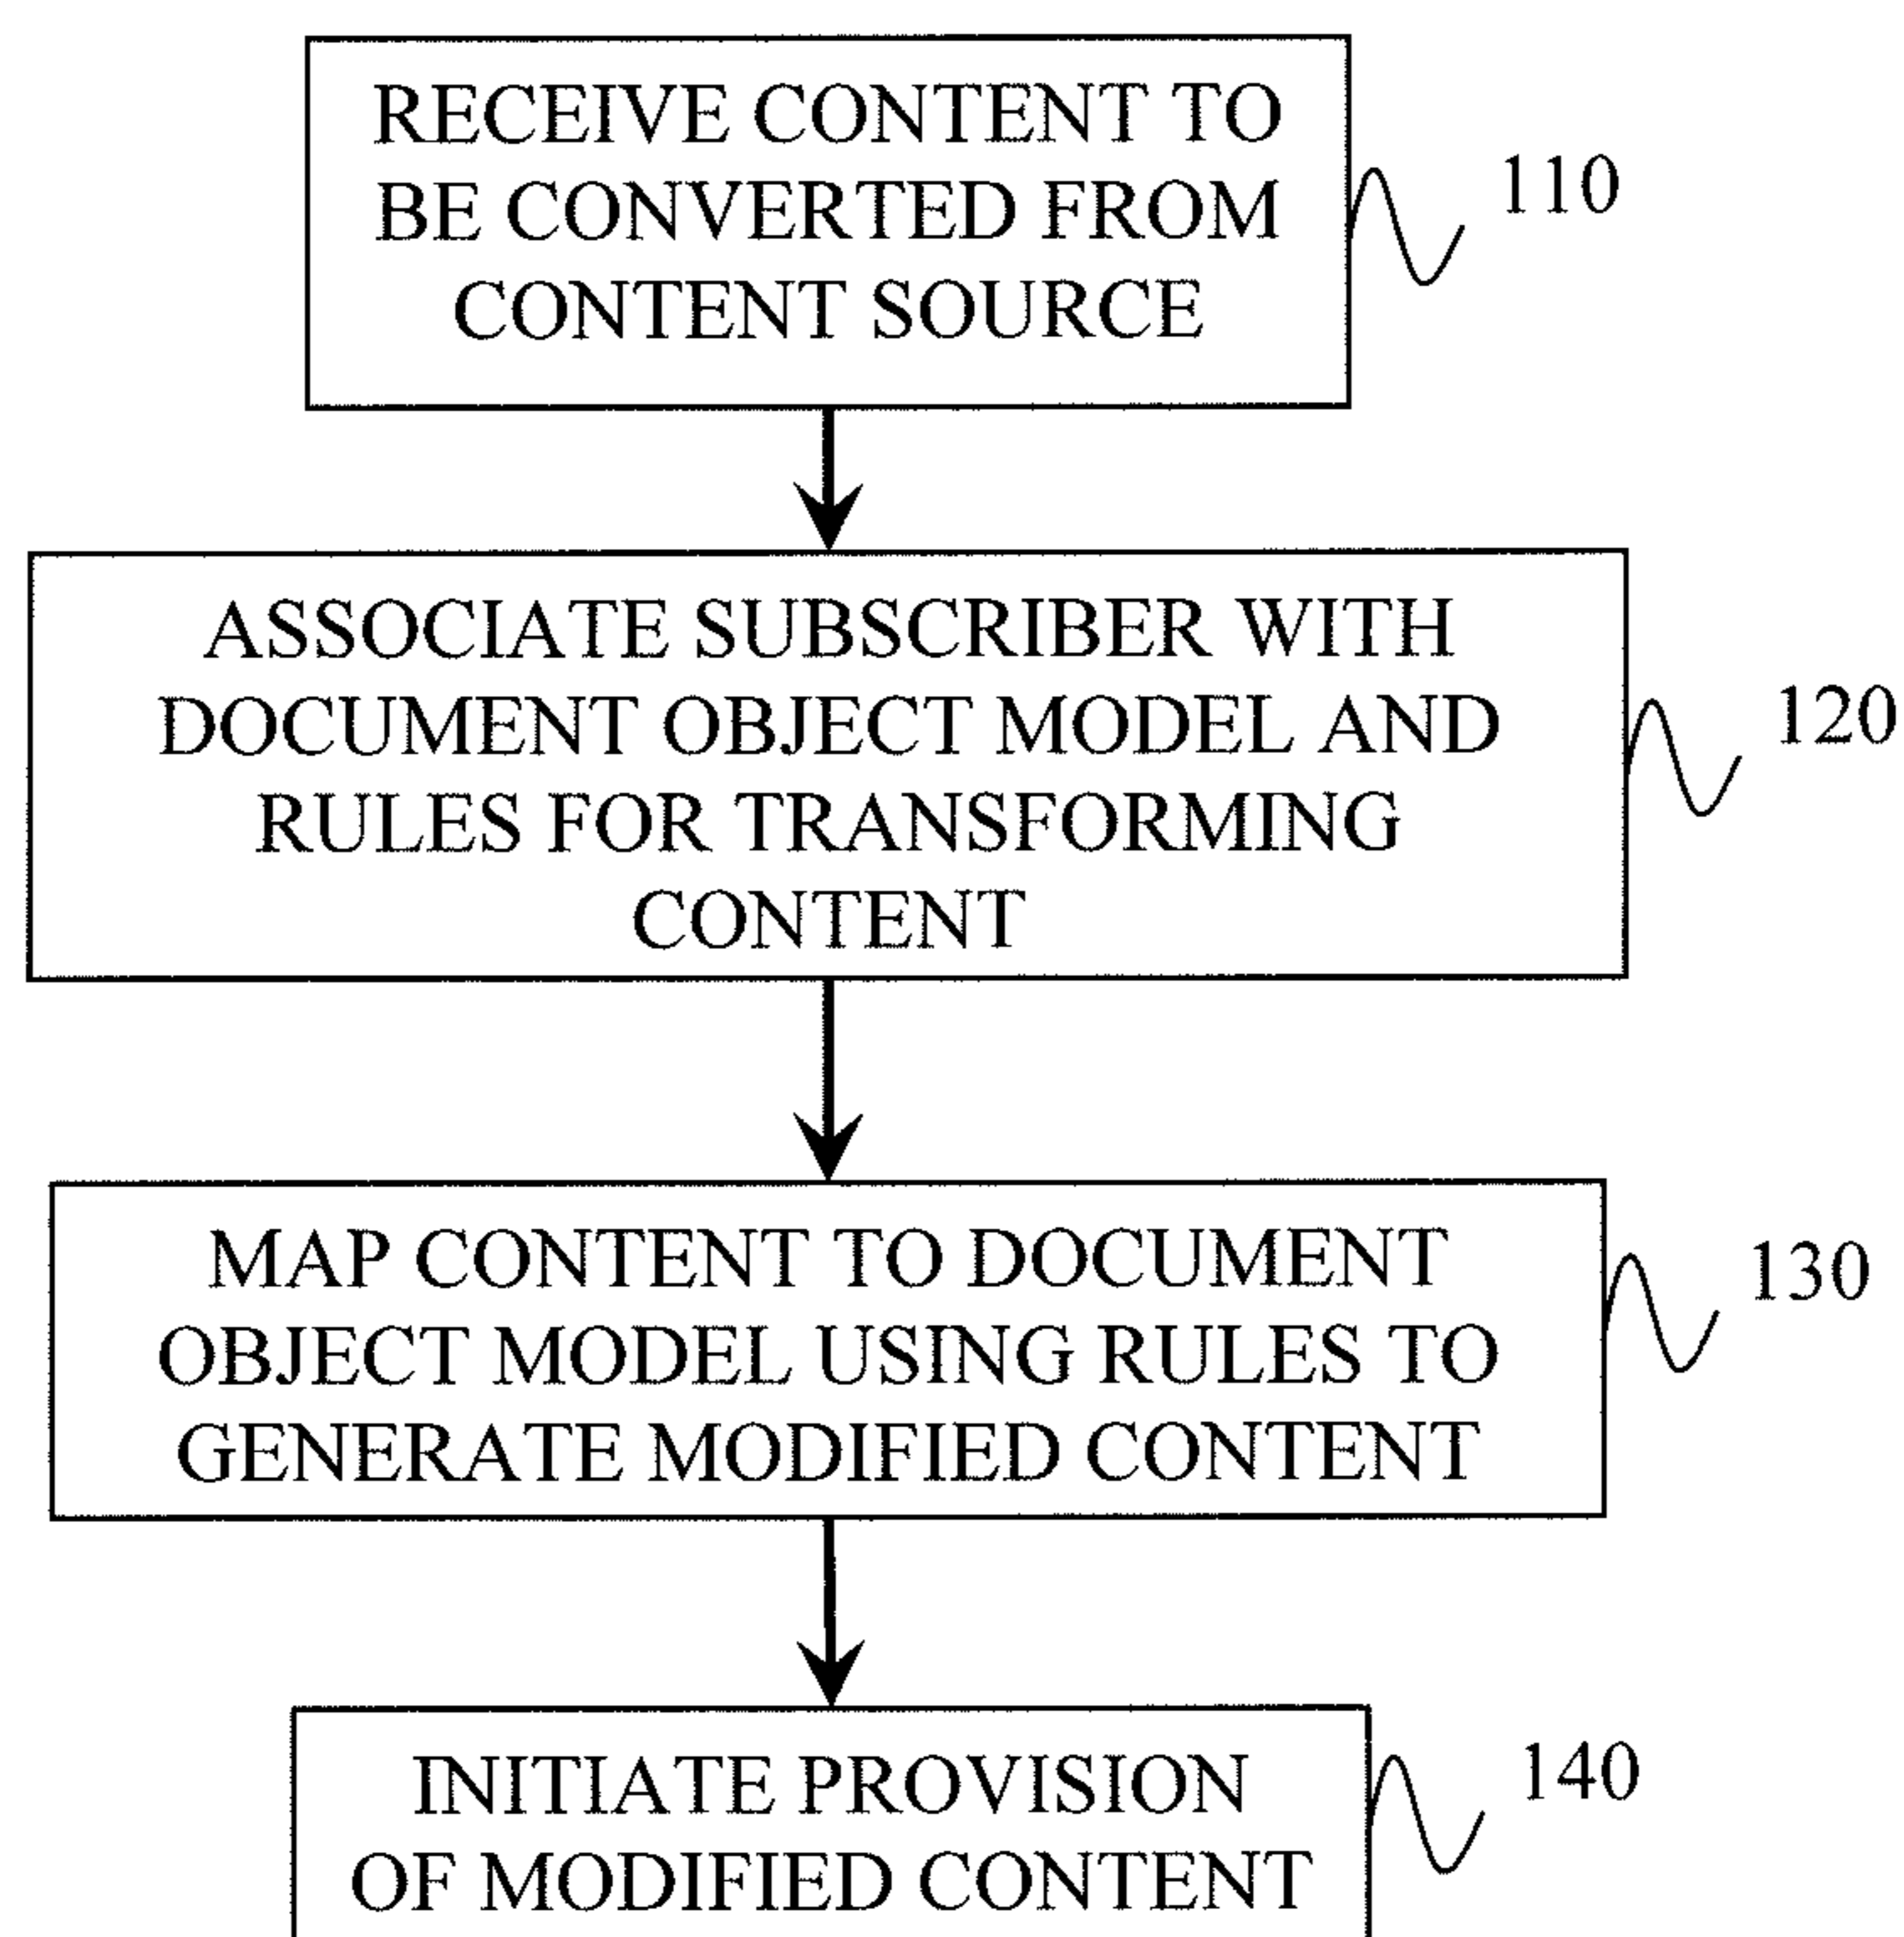 RECEIVE CONTENT TO
BE CONVERTED FROM
CONTENT SOURCE
110
ASSOCIATE SUBSCRIBER WITH
DOCUMENT OBJECT MODEL AND
RULES FOR TRANSFORMING
CONTENT
120
MAP CONTENT TO DOCUMENT
OBJECT MODEL USING RULES TO
GENERATE MODIFIED CONTENT
130
INITIATE PROVISION
OF MODIFIED CONTENT
140